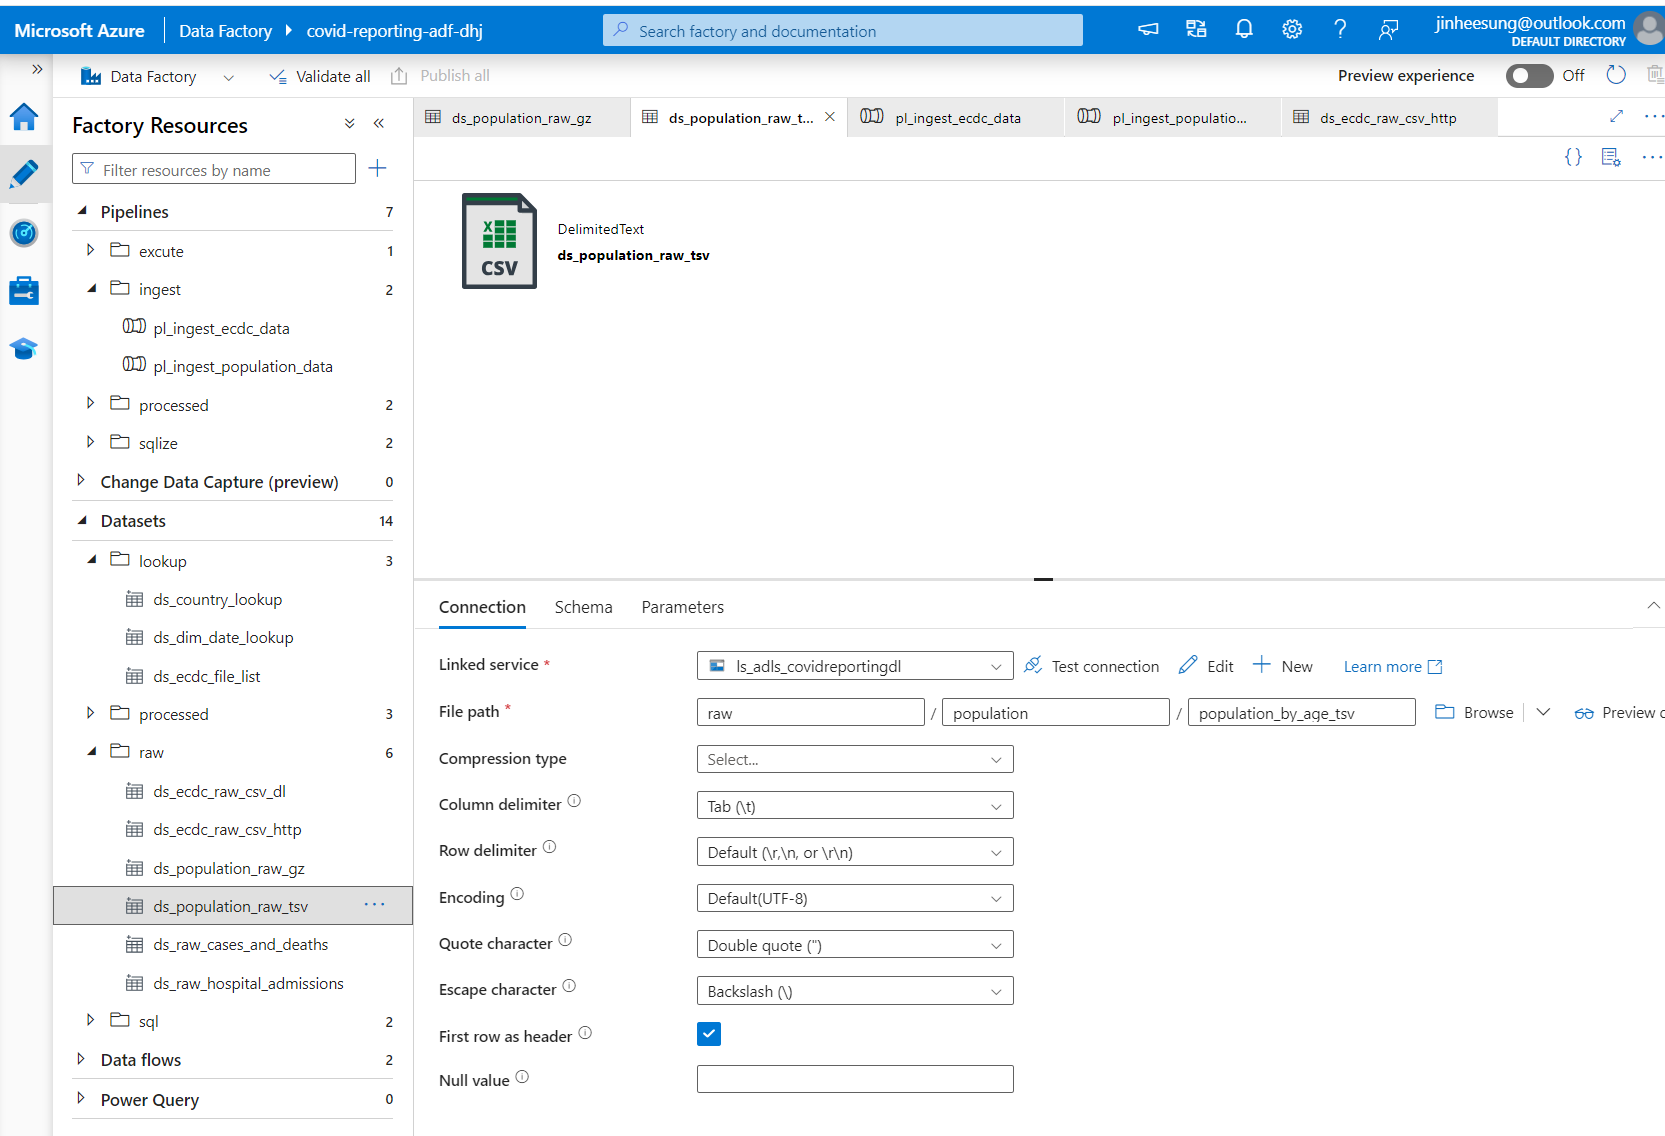 Microsoft Azure
Data Factory
covid-reporting-adf-dhj
Search factory and documentation
jinheesung@outlook.com
DEFAULT DIRECTORY
Data Factory
Validate all
Publish all
Preview experience
Off
Factory Resources
Filter resources by name
Pipelines 7
excute 1
ingest 2
pl_ingest_ecdc_data
pl_ingest_population_data
processed 2
sqlize 2
Change Data Capture (preview) 0
Datasets 14
lookup 3
ds_country_lookup
ds_dim_date_lookup
ds_ecdc_file_list
processed 3
raw 6
ds_ecdc_raw_csv_dl
ds_ecdc_raw_csv_http
ds_population_raw_gz
ds_population_raw_tsv
ds_raw_cases_and_deaths
ds_raw_hospital_admissions
sql 2
Data flows 2
Power Query 0
ds_population_raw_gz
ds_population_raw_t...
pl_ingest_ecdc_data
pl_ingest_populatio...
ds_ecdc_raw_csv_http
CSV
DelimitedText
ds_population_raw_tsv
Connection
Schema
Parameters
Linked service *
ls_adls_covidreportingdl
Test connection
Edit
New
Learn more
File path *
raw / population / population_by_age_tsv
Browse
Preview
Compression type
Select...
Column delimiter
Tab (\t)
Row delimiter
Default (\r,\n, or \r\n)
Encoding
Default(UTF-8)
Quote character
Double quote (")
Escape character
Backslash (\)
First row as header
Null value